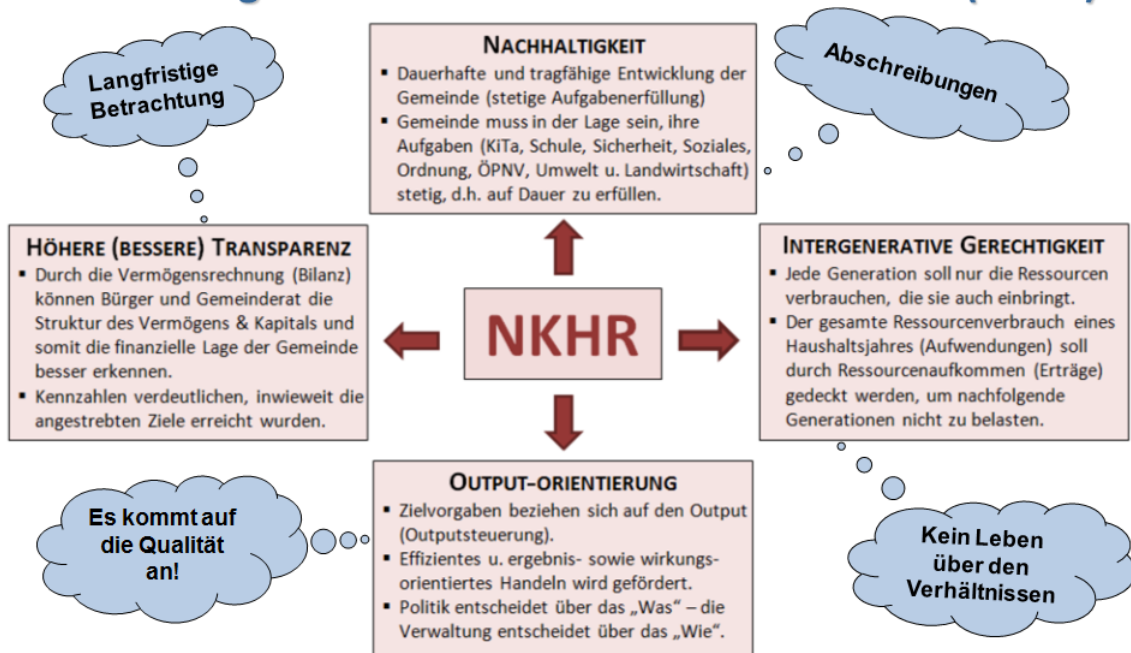 Langfristige
Betrachtung
NACHHALTIGKEIT
▪ Dauerhafte und tragfähige Entwicklung der
Gemeinde (stetige Aufgabenerfüllung)
▪ Gemeinde muss in der Lage sein, ihre
Aufgaben (KiTa, Schule, Sicherheit, Soziales,
Ordnung, ÖPNV, Umwelt u. Landwirtschaft)
stetig, d.h. auf Dauer zu erfüllen.
Abschreibungen
HÖHERE (BESSERE) TRANSPARENZ
▪ Durch die Vermögensrechnung (Bilanz)
können Bürger und Gemeinderat die
Struktur des Vermögens & Kapitals und
somit die finanzielle Lage der Gemeinde
besser erkennen.
▪ Kennzahlen verdeutlichen, inwieweit die
angestrebten Ziele erreicht wurden.
NKHR
INTERGENERATIVE GERECHTIGKEIT
▪ Jede Generation soll nur die Ressourcen
verbrauchen, die sie auch einbringt.
▪ Der gesamte Ressourcenverbrauch eines
Haushaltsjahres (Aufwendungen) soll
durch Ressourcenaufkommen (Erträge)
gedeckt werden, um nachfolgende
Generationen nicht zu belasten.
Es kommt auf
die Qualität
an!
OUTPUT-ORIENTIERUNG
▪ Zielvorgaben beziehen sich auf den Output
(Outputsteuerung).
▪ Effizientes u. ergebnis- sowie wirkungs-
orientiertes Handeln wird gefördert.
▪ Politik entscheidet über das „Was“ – die
Verwaltung entscheidet über das „Wie“.
Kein Leben
über den
Verhältnissen